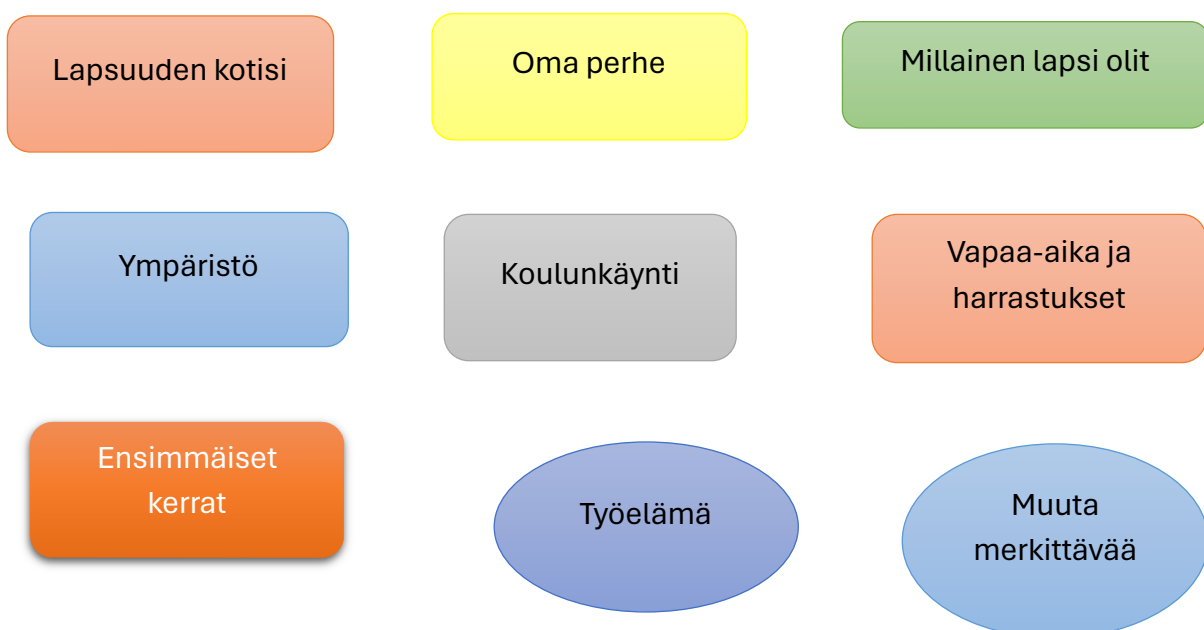 Lapsuuden kotisi
Oma perhe
Millainen lapsi olit
Ympäristö
Koulunkäynti
Vapaa-aika ja
harrastukset
Ensimmäiset
kerrat
Työelämä
Muuta
merkittävää